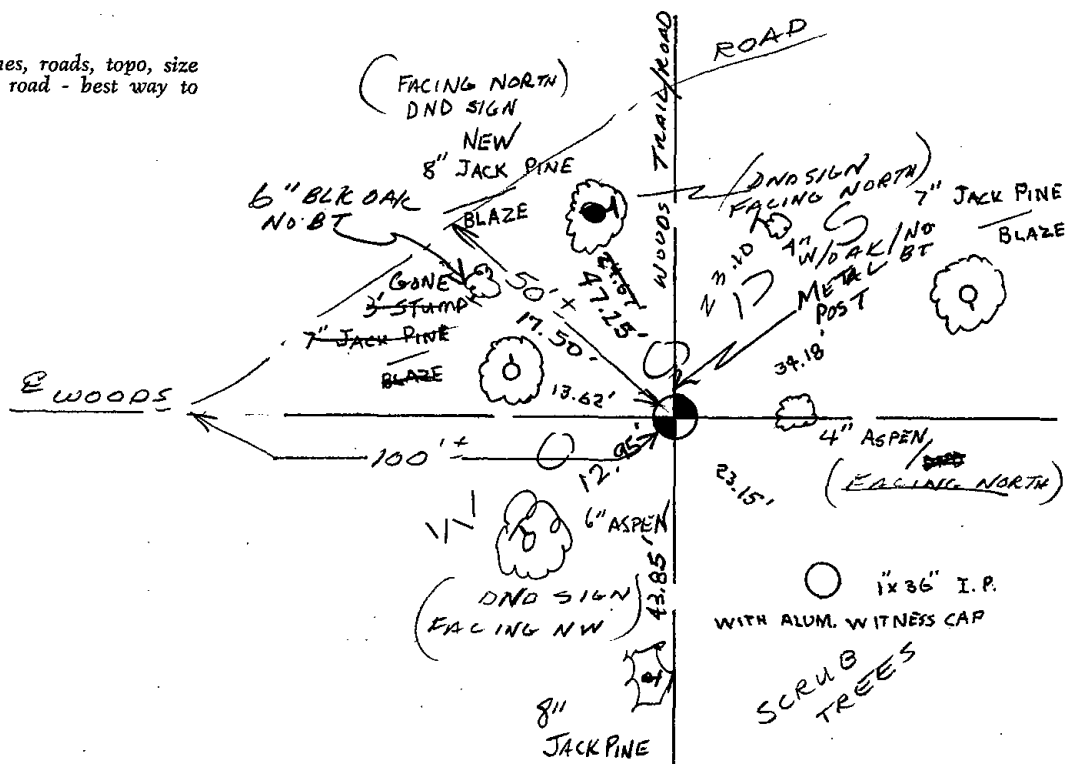 nes, roads, topo, size
road - best way to
ROAD
WOODS TRAIL/ROAD
(FACING NORTH)
DND SIGN
NEW
8" JACK PINE
BLAZE
6" BLK OAK
NO BT
(DND SIGN
FACING NORTH)
7" JACK PINE
BLAZE
4" W/OAK/NO
BT
METAL
POST
23.10
24.67
47.25'
50' ±
17.50'
GONE
3' STUMP
7" JACK PINE
BLAZE
13.62'
34.18'
WOODS
100' ±
12.95'
4" ASPEN
(FACING NORTH)
23.15'
6" ASPEN
(DND SIGN
FACING NW)
43.85'
1"x36" I.P.
WITH ALUM. WITNESS CAP
SCRUB
TREES
8"
JACK PINE